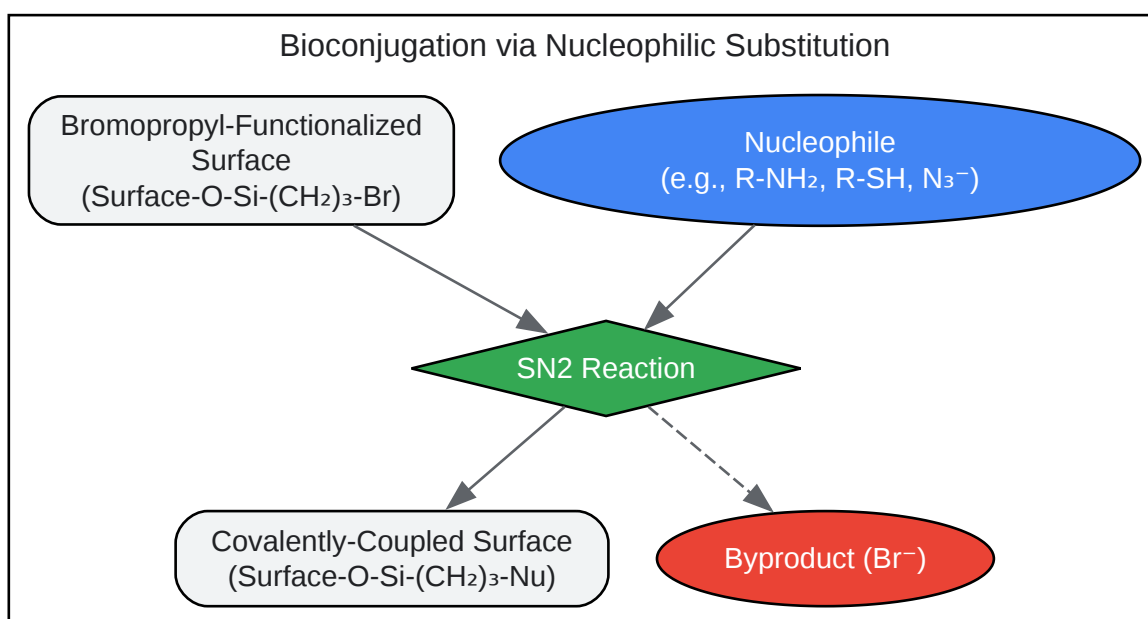 Bioconjugation via Nucleophilic Substitution
Bromopropyl-Functionalized
Surface
(Surface-O-Si-(CH₂)₃-Br)
Nucleophile
(e.g., R-NH₂, R-SH, N₃⁻)
SN2 Reaction
Covalently-Coupled Surface
(Surface-O-Si-(CH₂)₃-Nu)
Byproduct (Br⁻)